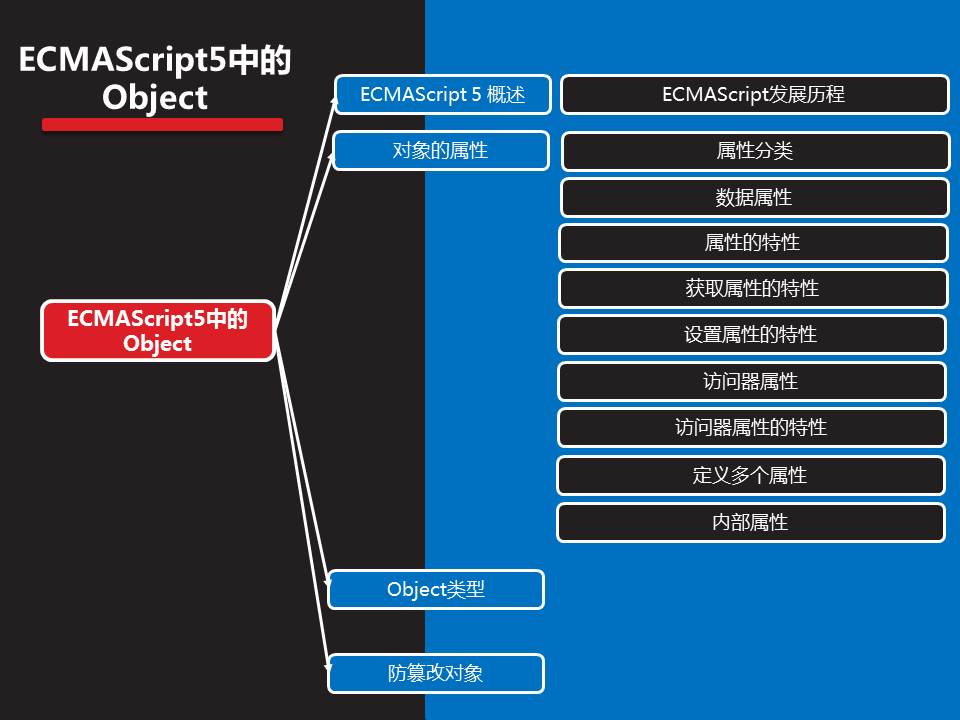 ECMAScript5中的
Object
ECMAScript 5 概述
ECMAScript发展历程
对象的属性
属性分类
数据属性
属性的特性
获取属性的特性
设置属性的特性
访问器属性
访问器属性的特性
定义多个属性
内部属性
ECMAScript5中的
Object
Object类型
防篡改对象